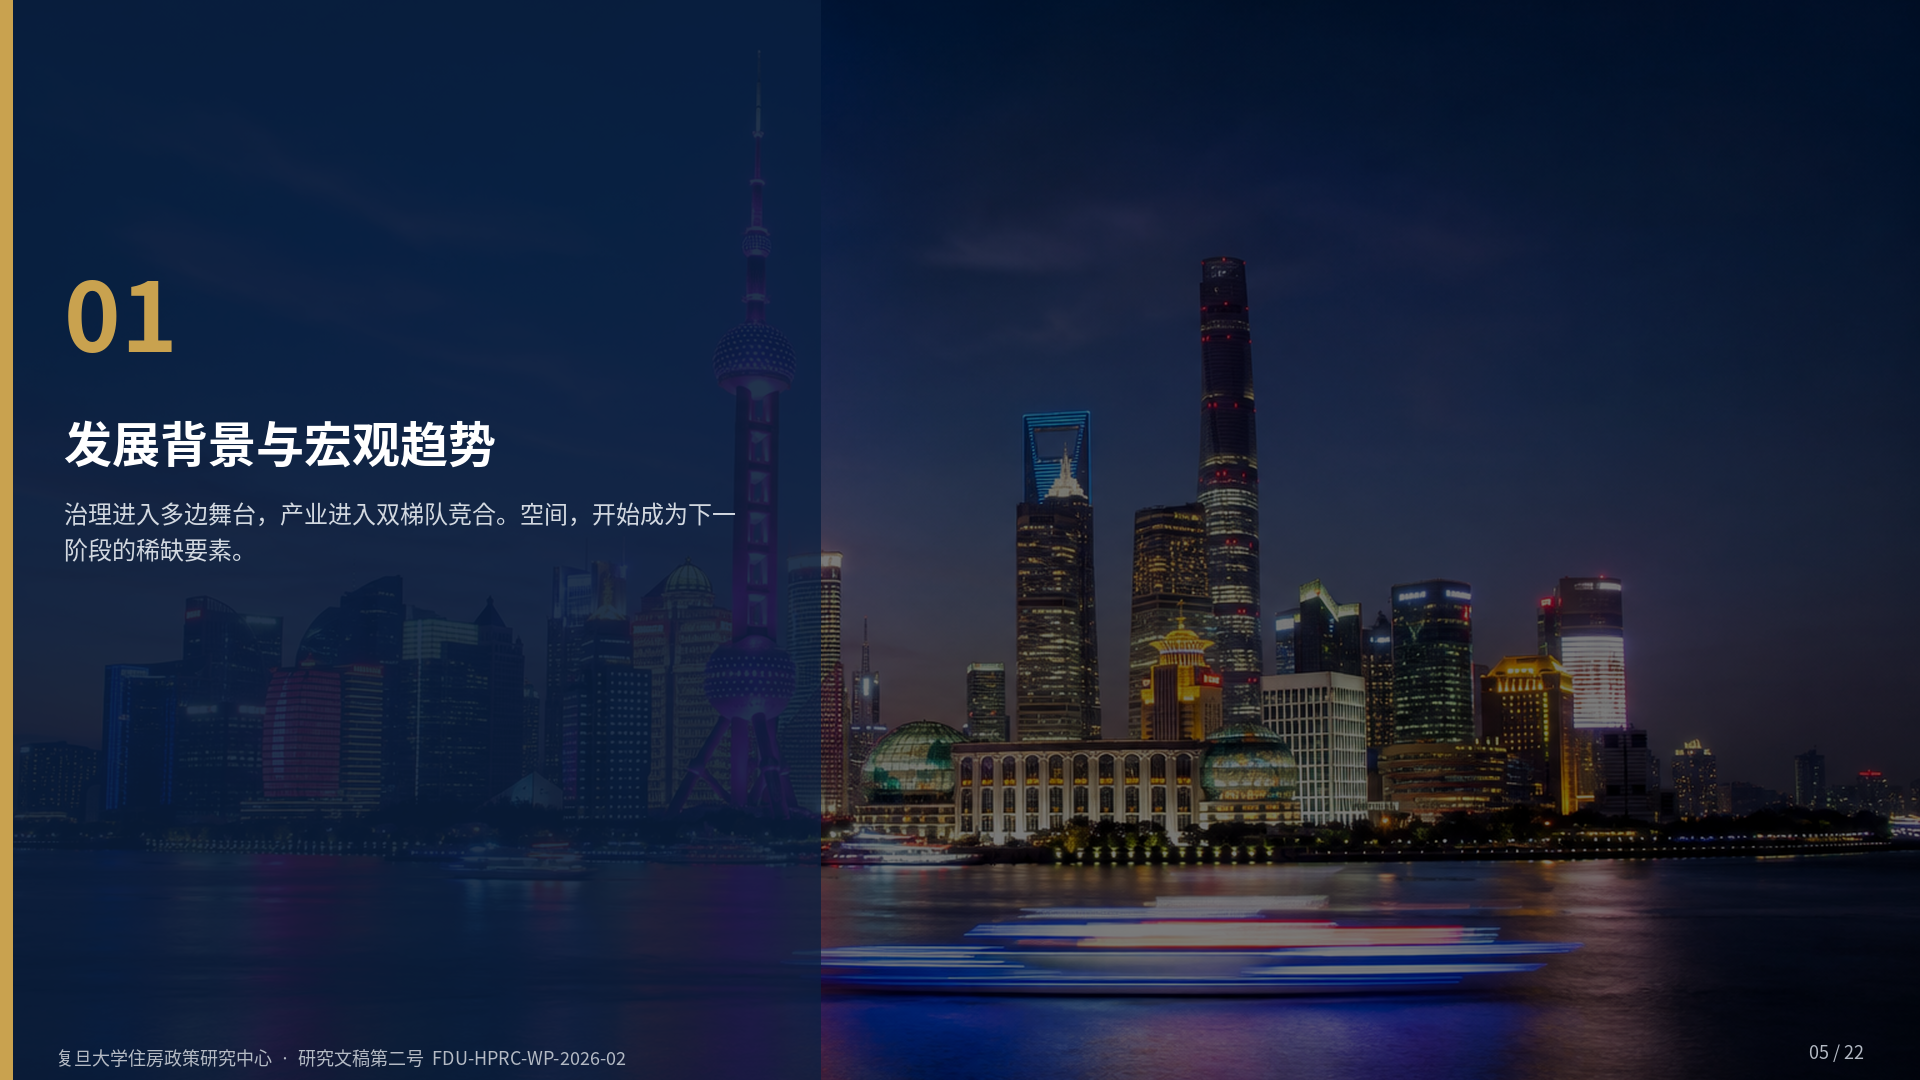 01
发展背景与宏观趋势
治理进入多边舞台，产业进入双梯队竞合。空间，开始成为下一
阶段的稀缺要素。
复旦大学住房政策研究中心 · 研究文稿第二号 FDU-HPRC-WP-2026-02
05 / 22